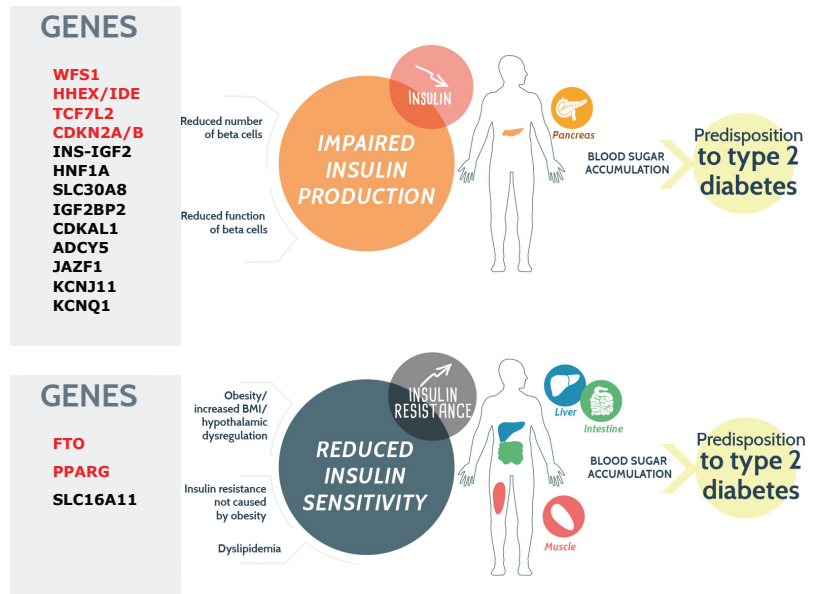 GENES
WFS1
HHEX/IDE
TCF7L2
CDKN2A/B
INS-IGF2
HNF1A
SLC30A8
IGF2BP2
CDKAL1
ADCY5
JAZF1
KCNJ11
KCNQ1
Reduced number
of beta cells
Reduced function
of beta cells
IMPAIRED
INSULIN
PRODUCTION
INSULIN
Pancreas
BLOOD SUGAR
ACCUMULATION
Predisposition
to type 2
diabetes
GENES
FTO
PPARG
SLC16A11
Obesity/
increased BMI/
hypothalamic
dysregulation
Insulin resistance
not caused
by obesity
Dyslipidemia
REDUCED
INSULIN
SENSITIVITY
INSULIN
RESISTANCE
Liver
Intestine
Muscle
BLOOD SUGAR
ACCUMULATION
Predisposition
to type 2
diabetes